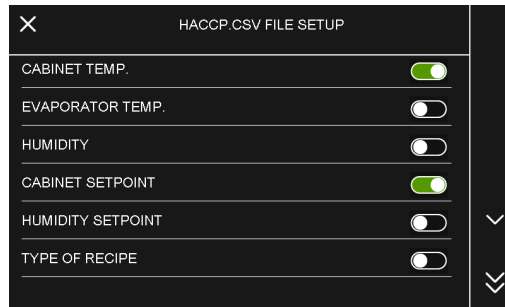 HACCP.CSV FILE SETUP
CABINET TEMP.
EVAPORATOR TEMP.
HUMIDITY
CABINET SETPOINT
HUMIDITY SETPOINT
TYPE OF RECIPE